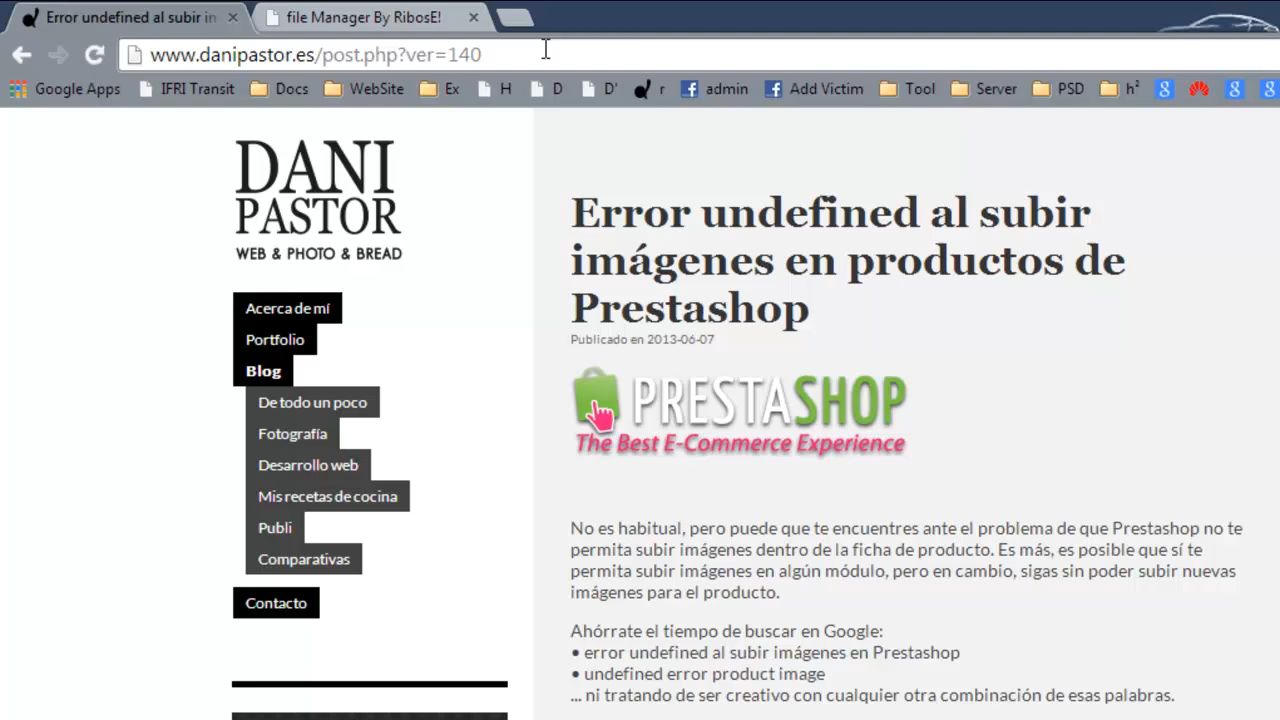 Error undefined al subir in
file Manager By RibosE!
www.danipastor.es/post.php?ver=140
Google Apps
IFRI Transit
Docs
WebSite
Ex
H
D
D'
r
admin
Add Victim
Tool
Server
PSD
h²
DANI
PASTOR
WEB & PHOTO & BREAD
Acerca de mí
Portfolio
Blog
De todo un poco
Fotografía
Desarrollo web
Mis recetas de cocina
Publi
Comparativas
Contacto
Error undefined al subir
imágenes en productos de
Prestashop
Publicado en 2013-06-07
PRESTASHOP
The Best E-Commerce Experience
No es habitual, pero puede que te encuentres ante el problema de que Prestashop no te
permita subir imágenes dentro de la ficha de producto. Es más, es posible que sí te
permita subir imágenes en algún módulo, pero en cambio, sigas sin poder subir nuevas
imágenes para el producto.
Ahórrate el tiempo de buscar en Google:
• error undefined al subir imágenes en Prestashop
• undefined error product image
... ni tratando de ser creativo con cualquier otra combinación de esas palabras.